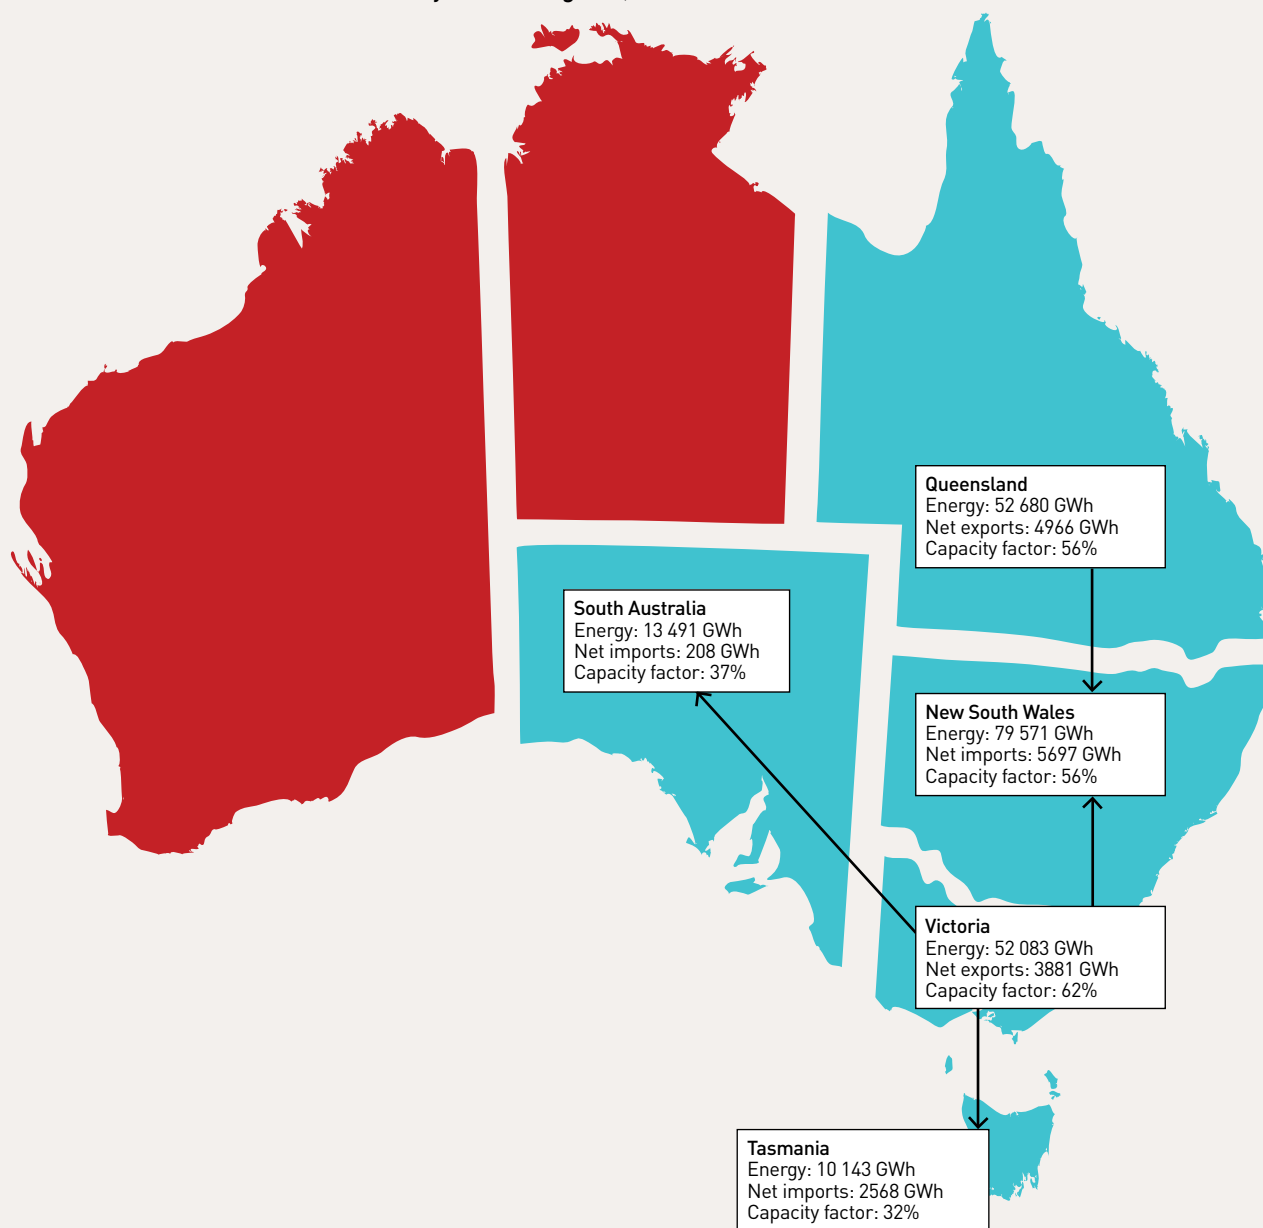 Queensland
Energy: 52 680 GWh
Net exports: 4966 GWh
Capacity factor: 56%
South Australia
Energy: 13 491 GWh
Net imports: 208 GWh
Capacity factor: 37%
New South Wales
Energy: 79 571 GWh
Net imports: 5697 GWh
Capacity factor: 56%
Victoria
Energy: 52 083 GWh
Net exports: 3881 GWh
Capacity factor: 62%
Tasmania
Energy: 10 143 GWh
Net imports: 2568 GWh
Capacity factor: 32%